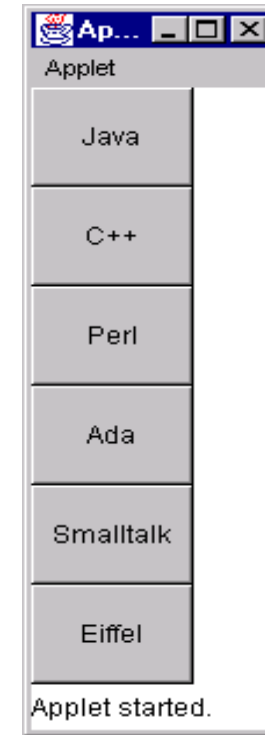 Ap...
Applet
Java
C++
Perl
Ada
Smalltalk
Eiffel
Applet started.